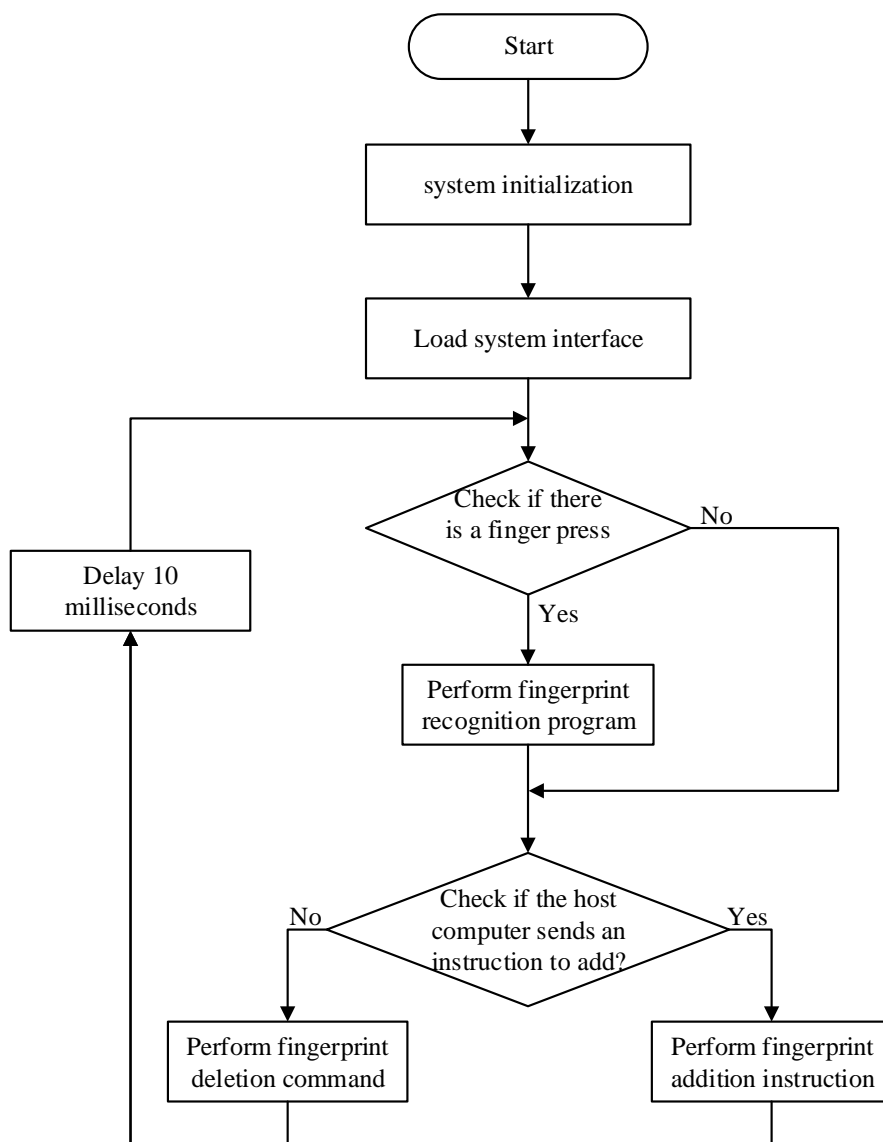 Start
system initialization
Load system interface
Check if there
is a finger press
No
Delay 10
milliseconds
Yes
Perform fingerprint
recognition program
Check if the host
computer sends an
instruction to add?
No
Yes
Perform fingerprint
deletion command
Perform fingerprint
addition instruction